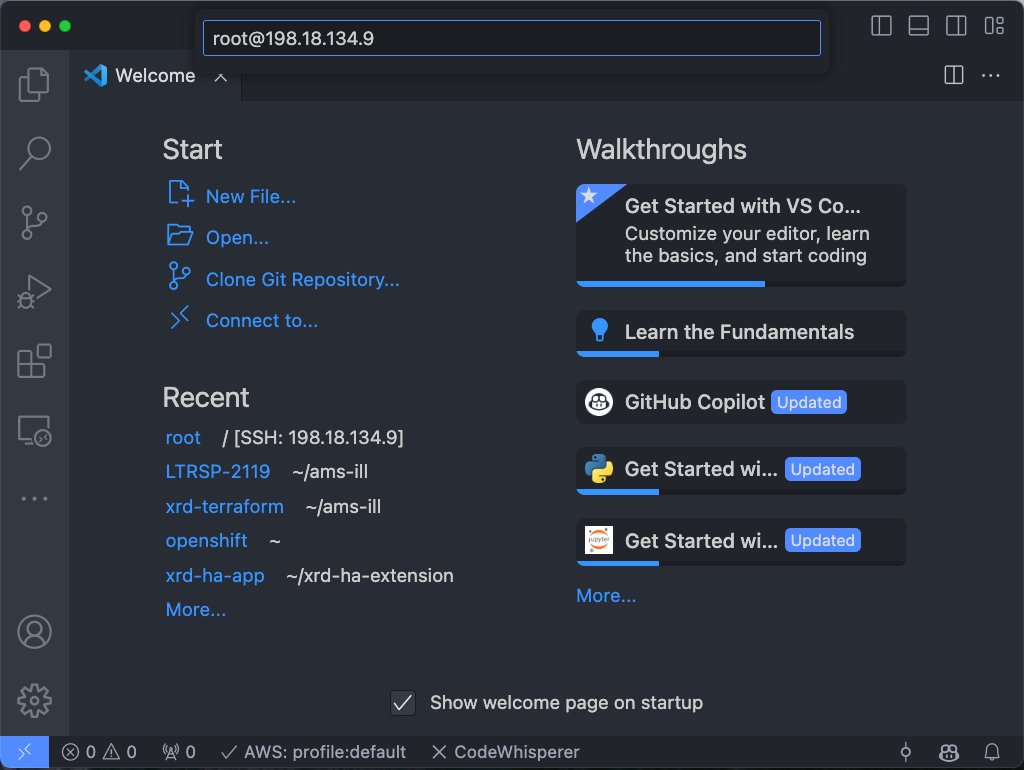 root@198.18.134.9
Welcome
Start
New File...
Open...
Clone Git Repository...
Connect to...
Recent
root / [SSH: 198.18.134.9]
LTRSP-2119 ~/ams-ill
xrd-terraform ~/ams-ill
openshift ~
xrd-ha-app ~/xrd-ha-extension
More...
Walkthroughs
Get Started with VS Co...
Customize your editor, learn
the basics, and start coding
Learn the Fundamentals
GitHub Copilot Updated
Get Started wi... Updated
jupyter
Get Started wi... Updated
More...
Show welcome page on startup
0 0 0 AWS: profile:default CodeWhisperer